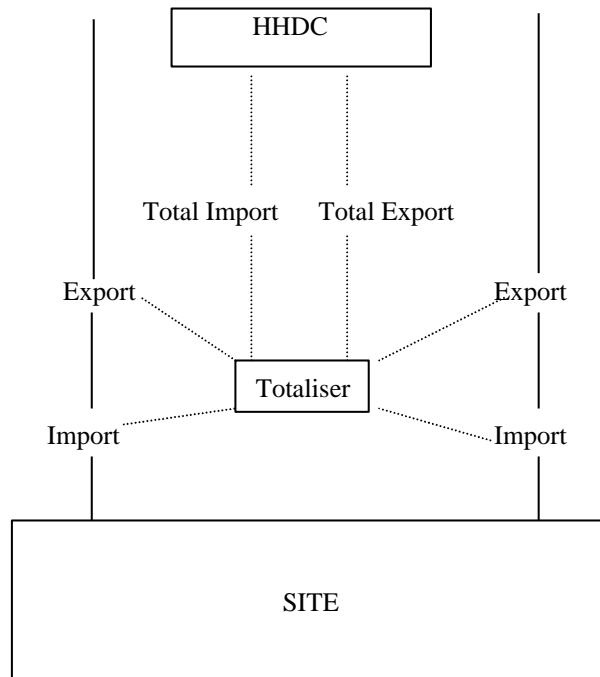 HHDC
Total Import Total Export
Export Export
Totaliser
Import Import
SITE